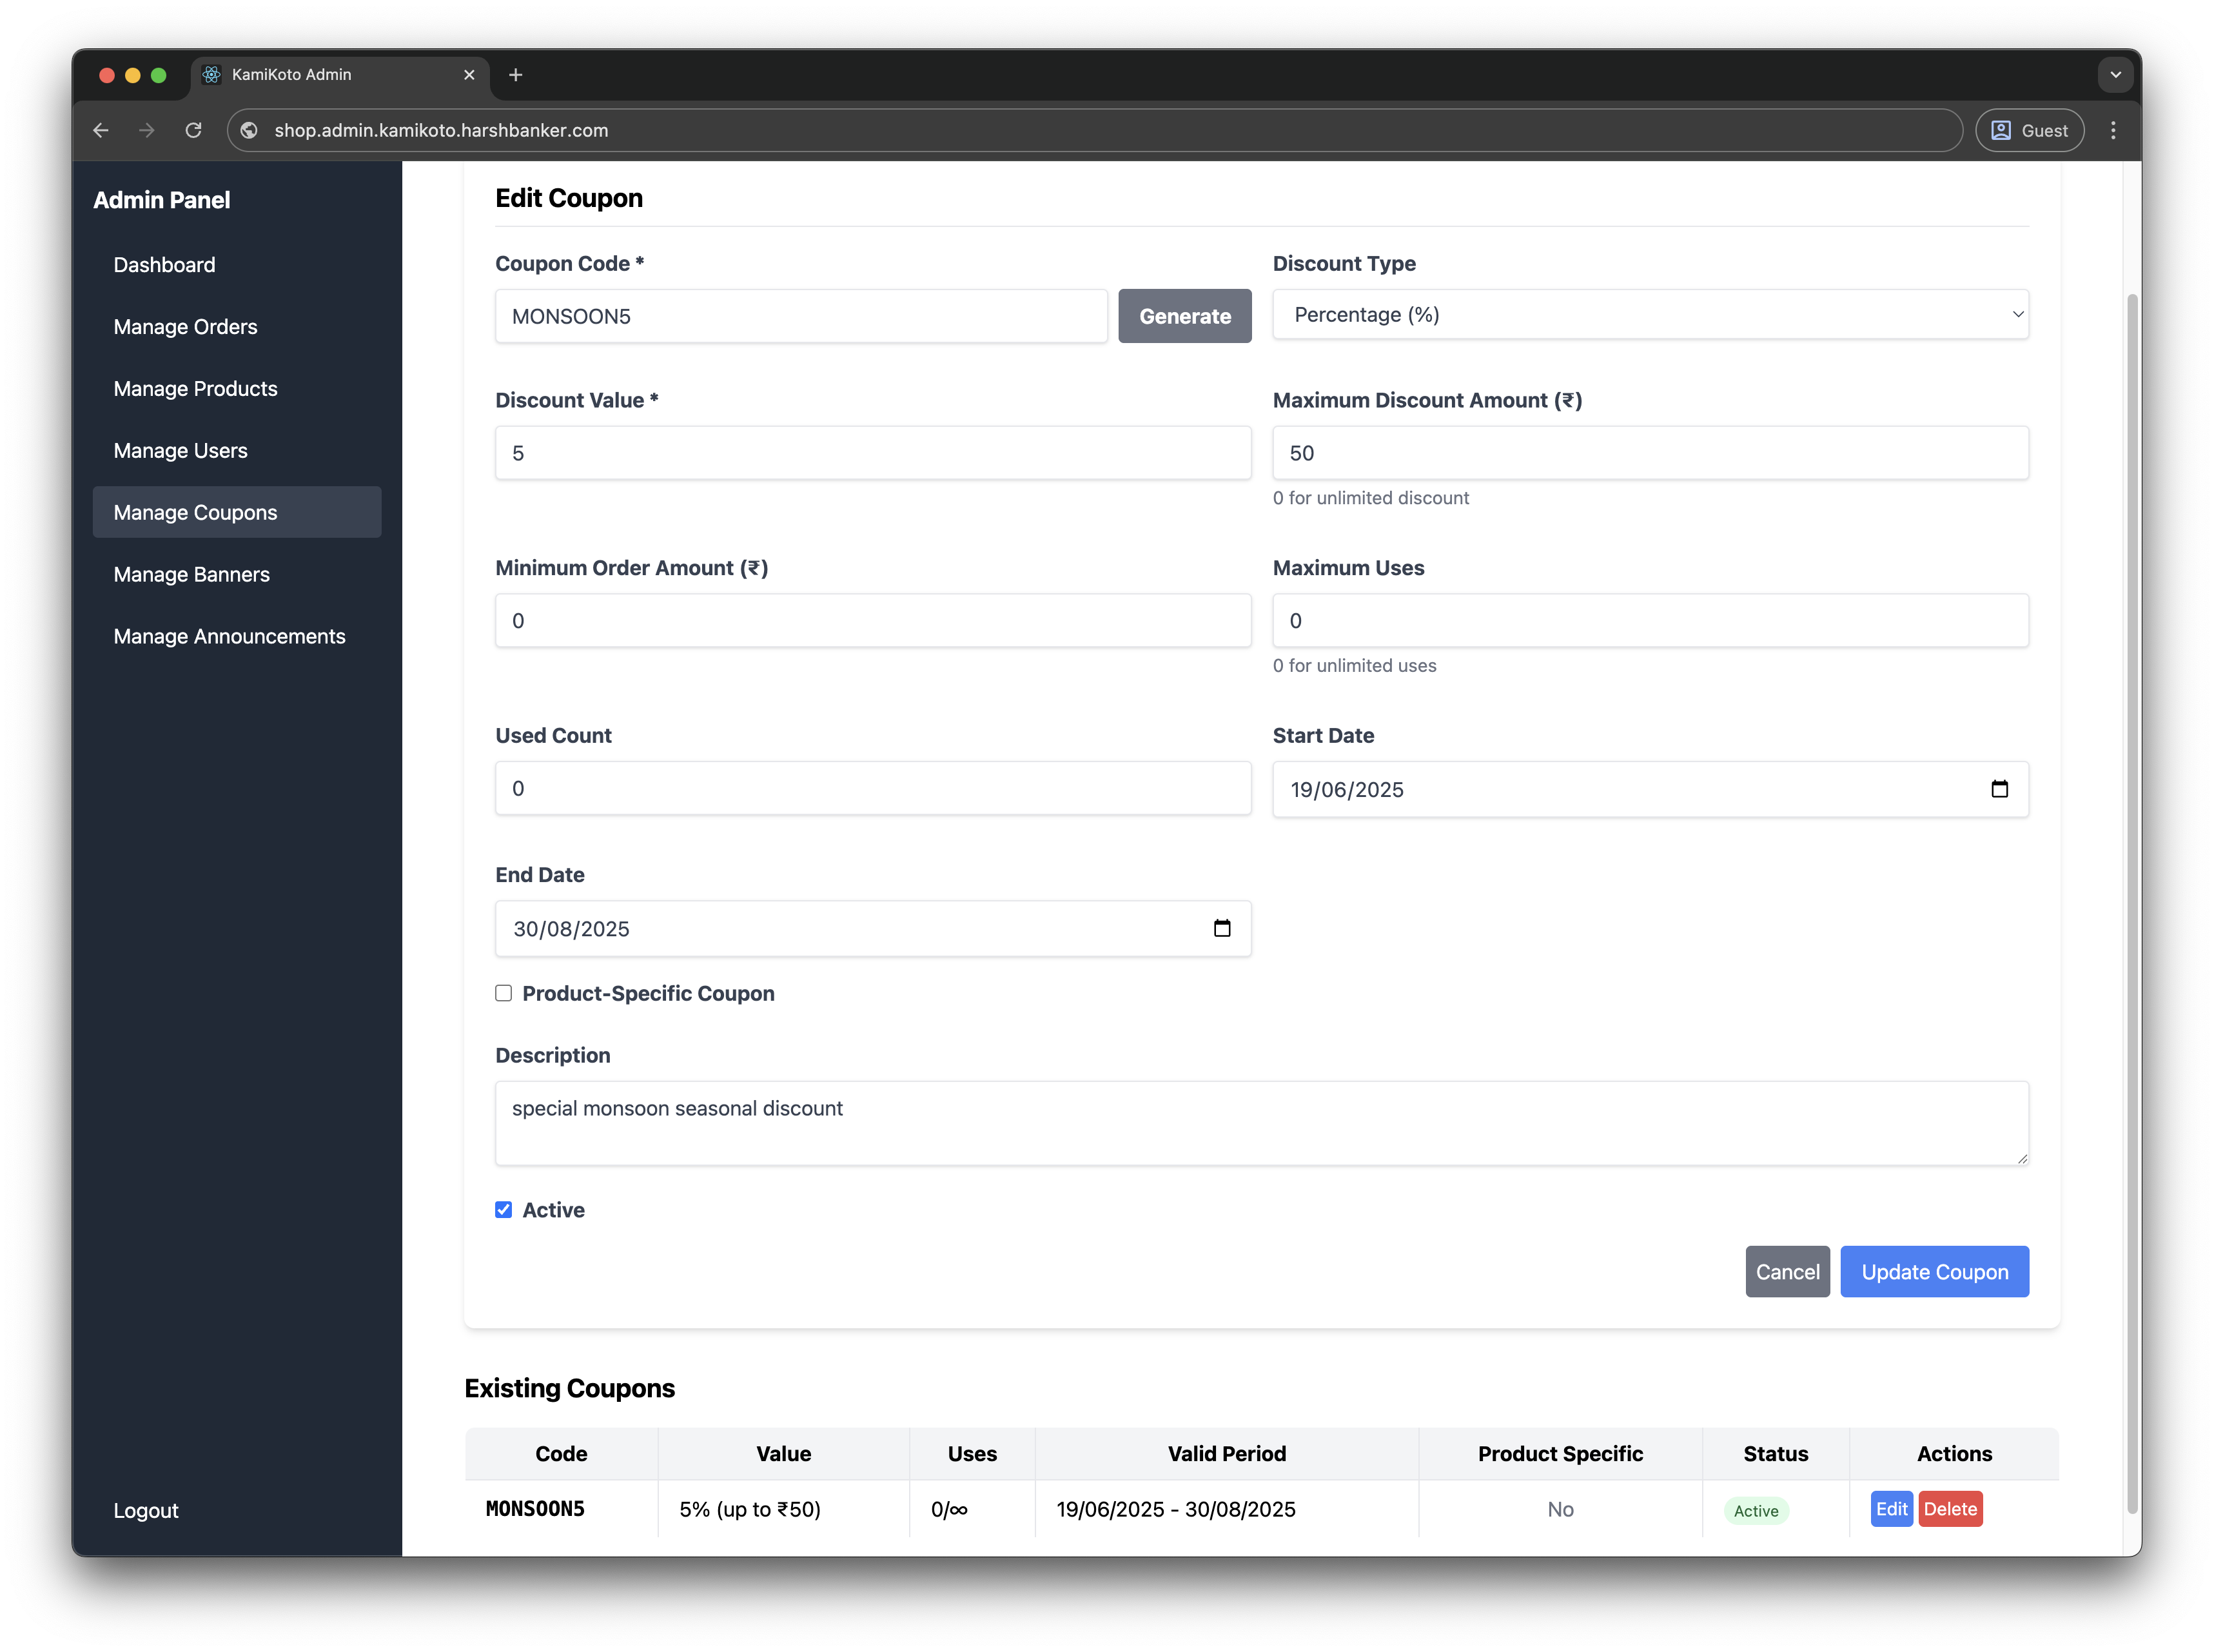 KamiKoto Admin
shop.admin.kamikoto.harshbanker.com
Guest
Admin Panel
Dashboard
Manage Orders
Manage Products
Manage Users
Manage Coupons
Manage Banners
Manage Announcements
Logout
Edit Coupon
Coupon Code *
MONSOON5
Generate
Discount Type
Percentage (%)
Discount Value *
5
Maximum Discount Amount (₹)
50
0 for unlimited discount
Minimum Order Amount (₹)
0
Maximum Uses
0
0 for unlimited uses
Used Count
0
Start Date
19/06/2025
End Date
30/08/2025
Product-Specific Coupon
Description
special monsoon seasonal discount
Active
Cancel
Update Coupon
Existing Coupons
Code Value Uses Valid Period Product Specific Status Actions
MONSOON5 5% (up to ₹50) 0/∞ 19/06/2025 - 30/08/2025 No Active Edit Delete